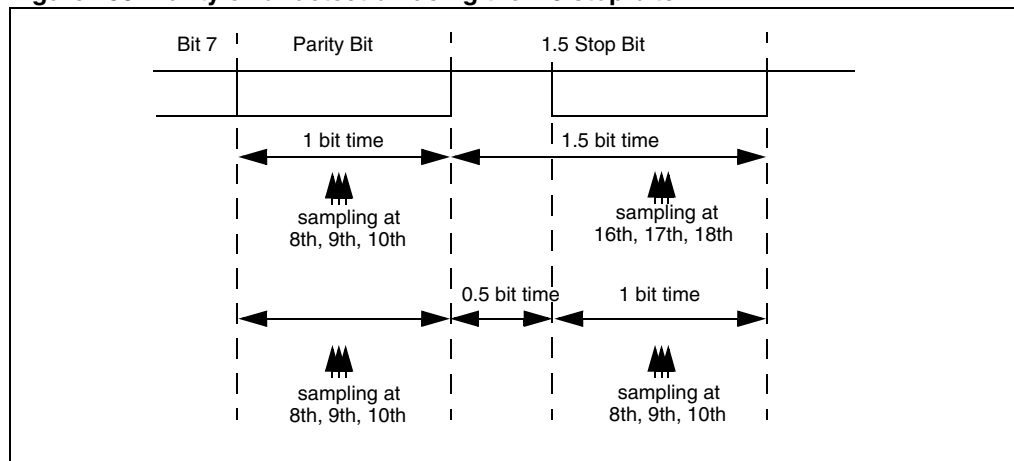 Bit 7 Parity Bit 1.5 Stop Bit
1 bit time 1.5 bit time
sampling at sampling at
8th, 9th, 10th 16th, 17th, 18th
0.5 bit time 1 bit time
sampling at sampling at
8th, 9th, 10th 8th, 9th, 10th